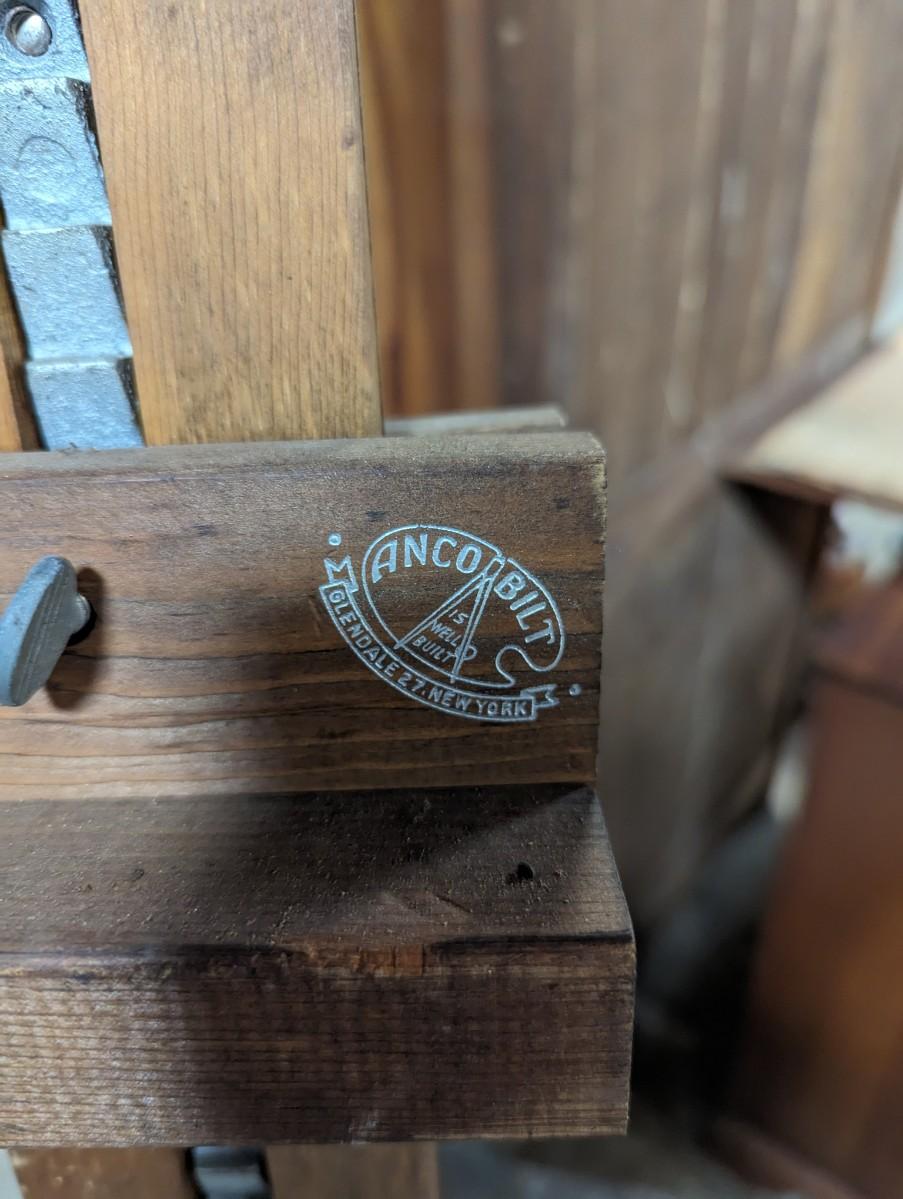 ANCO BILT
IS
WELL
BUILT
GLENDALE 27, NEW YORK